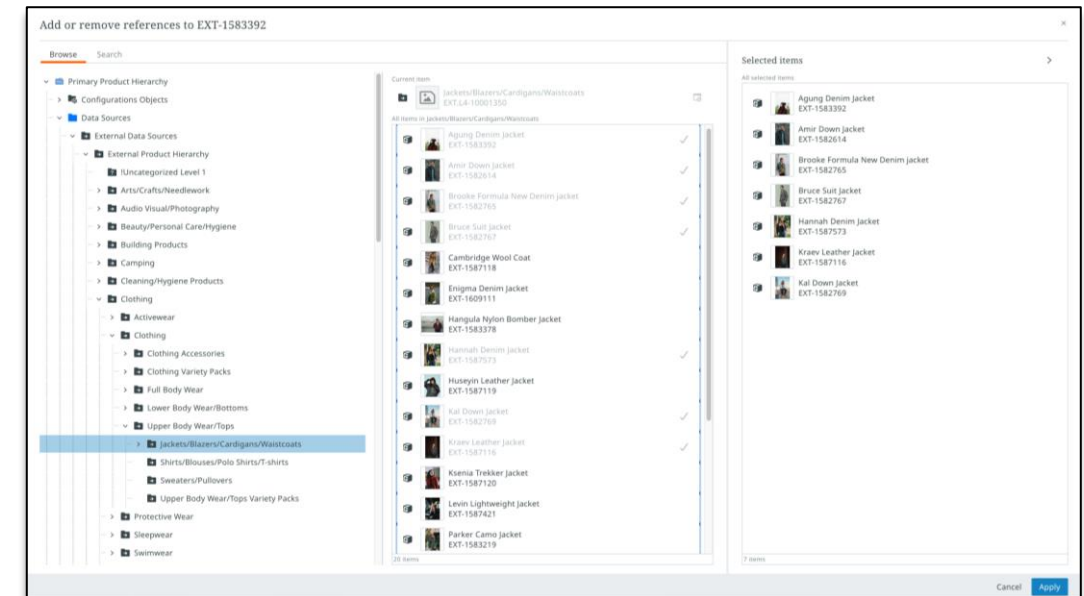 Add or remove references to EXT-1583392
Browse
Search
Primary Product Hierarchy
Configurations Objects
Data Sources
External Data Sources
External Product Hierarchy
!Uncategorized Level 1
Arts/Crafts/Needlework
Audio Visual/Photography
Beauty/Personal Care/Hygiene
Building Products
Camping
Cleaning/Hygiene Products
Clothing
Activewear
Clothing
Clothing Accessories
Clothing Variety Packs
Full Body Wear
Lower Body Wear/Bottoms
Upper Body Wear/Tops
Jackets/Blazers/Cardigans/Waistcoats
Shirts/Blouses/Polo Shirts/T-shirts
Sweaters/Pullovers
Upper Body Wear/Tops Variety Packs
Protective Wear
Sleepwear
Swimwear
Current item
Jackets/Blazers/Cardigans/Waistcoats
EXT.L4-10001350
All items in Jackets/Blazers/Cardigans/Waistcoats
Agung Denim Jacket
EXT-1583392
Amir Down Jacket
EXT-1582614
Brooke Formula New Denim jacket
EXT-1582765
Bruce Suit Jacket
EXT-1582767
Cambridge Wool Coat
EXT-1587118
Enigma Denim Jacket
EXT-1609111
Hangula Nylon Bomber Jacket
EXT-1583378
Hannah Denim Jacket
EXT-1587573
Huseyin Leather Jacket
EXT-1587119
Kal Down Jacket
EXT-1582769
Kraev Leather Jacket
EXT-1587116
Ksenia Trekker Jacket
EXT-1587120
Levin Lightweight Jacket
EXT-1587421
Parker Camo Jacket
EXT-1583219
20 items
Selected items
All selected items
Agung Denim Jacket
EXT-1583392
Amir Down Jacket
EXT-1582614
Brooke Formula New Denim jacket
EXT-1582765
Bruce Suit Jacket
EXT-1582767
Hannah Denim Jacket
EXT-1587573
Kraev Leather Jacket
EXT-1587116
Kal Down Jacket
EXT-1582769
7 items
Cancel
Apply